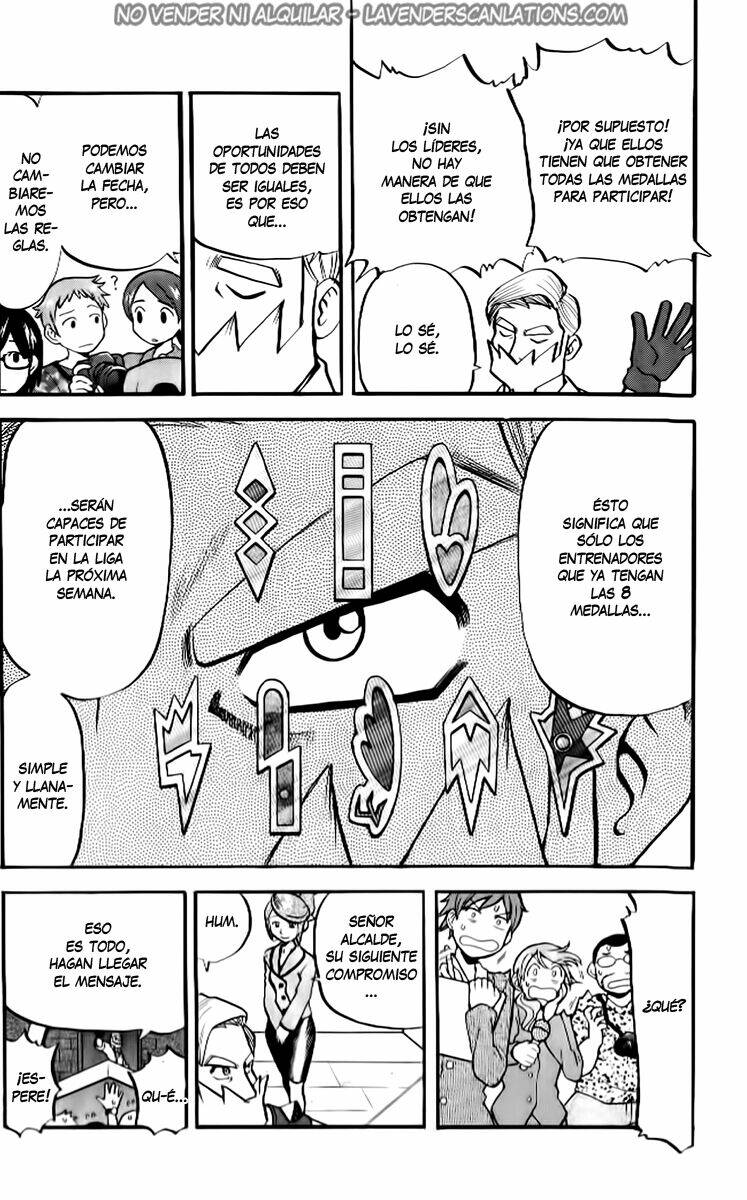 NO VENDER NI ALQUILAR - LAVENDERSCANLATIONS.COM
¡POR SUPUESTO!
¡YA QUE ELLOS
TIENEN QUE OBTENER
TODAS LAS MEDALLAS
PARA PARTICIPAR!
¡SIN
LOS LÍDERES,
NO HAY
MANERA DE QUE
ELLOS LAS
OBTENGAN!
LO SÉ,
LO SÉ.
LAS
OPORTUNIDADES
DE TODOS DEBEN
SER IGUALES,
ES POR ESO
QUE...
PODEMOS
CAMBIAR
LA FECHA,
PERO...
NO
CAM-
BIARE-
MOS
LAS RE-
GLAS.
?
ÉSTO
SIGNIFICA QUE
SÓLO LOS
ENTRENADORES
QUE YA TENGAN
LAS 8
MEDALLAS...
...SERÁN
CAPACES DE
PARTICIPAR
EN LA LIGA
LA PRÓXIMA
SEMANA.
SIMPLE
Y LLANA-
MENTE.
¿QUÉ?
SEÑOR
ALCALDE,
SU SIGUIENTE
COMPROMISO
...
HUM.
ESO
ES TODO,
HAGAN LLEGAR
EL MENSAJE.
QU-É...
¡ES-
PERE!